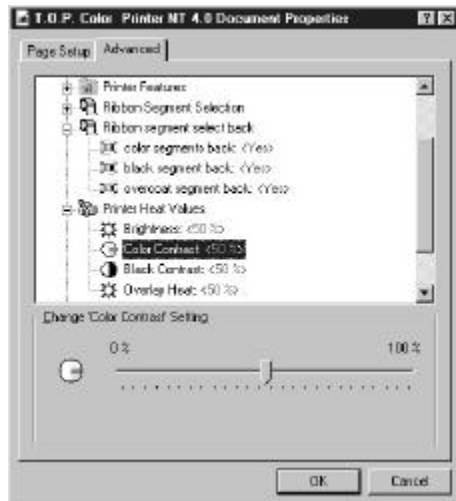 T.O.P. Color Printer NT 4.0 Document Properties
Page Setup Advanced
Printer Features
Ribbon Segment Selection
Ribbon segment select back
color segments back: <Yes>
black segment back: <Yes>
overcoat segment back: <Yes>
Printer Heat Values
Brightness: <50 %>
Color Contrast: <50 %>
Black Contrast: <50 %>
Overlay Heat: <50 %>
Change 'Color Contrast' Setting
0 % 100 %
OK Cancel